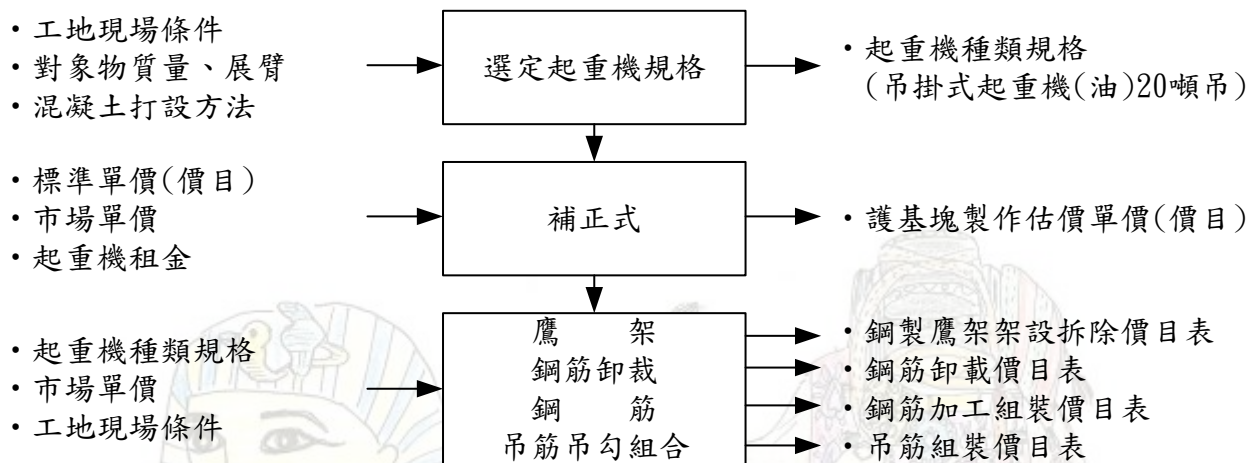 ・工地現場條件
・對象物質量、展臂
・混凝土打設方法
選定起重機規格
・起重機種類規格
(吊掛式起重機(油)20噸吊)
・標準單價(價目)
・市場單價
・起重機租金
補正式
・護基塊製作估價單價(價目)
・起重機種類規格
・市場單價
・工地現場條件
鷹　　架
鋼筋卸裁
鋼　　筋
吊筋吊勾組合
・鋼製鷹架架設拆除價目表
・鋼筋卸載價目表
・鋼筋加工組裝價目表
・吊筋組裝價目表